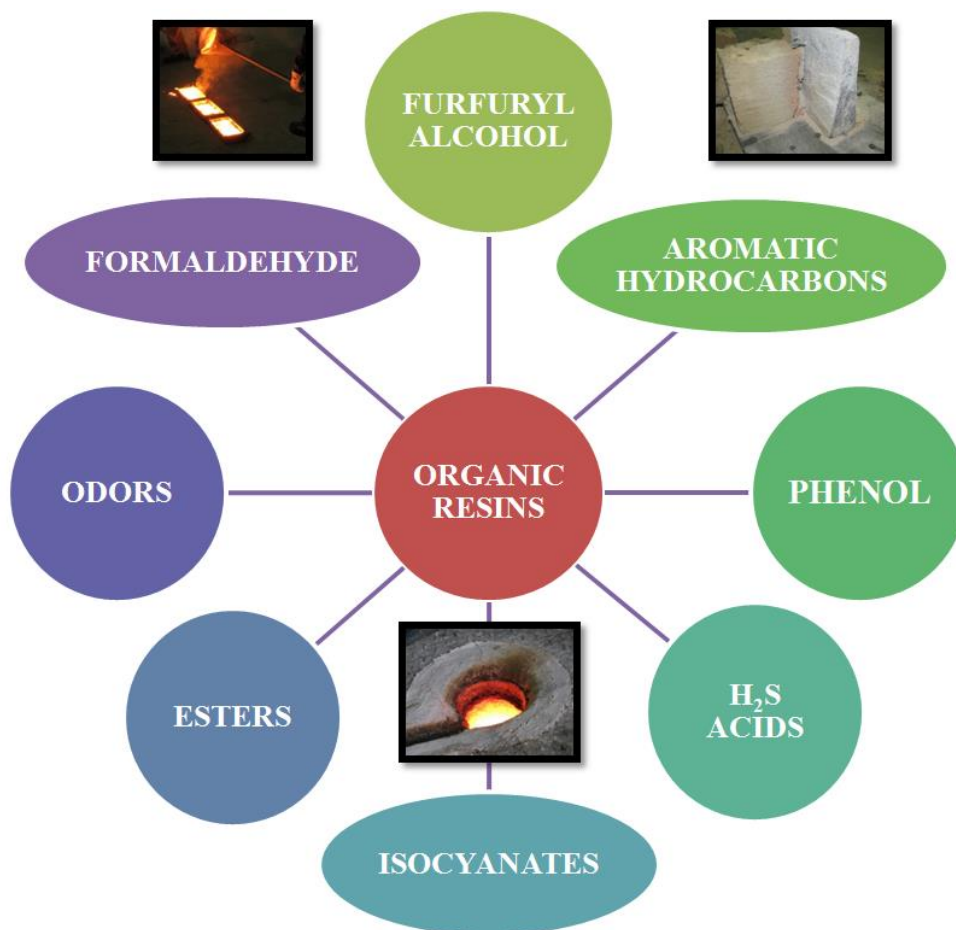 FURFURYL
ALCOHOL
FORMALDEHYDE
AROMATIC
HYDROCARBONS
ODORS
ORGANIC
RESINS
PHENOL
ESTERS
H₂S
ACIDS
ISOCYANATES